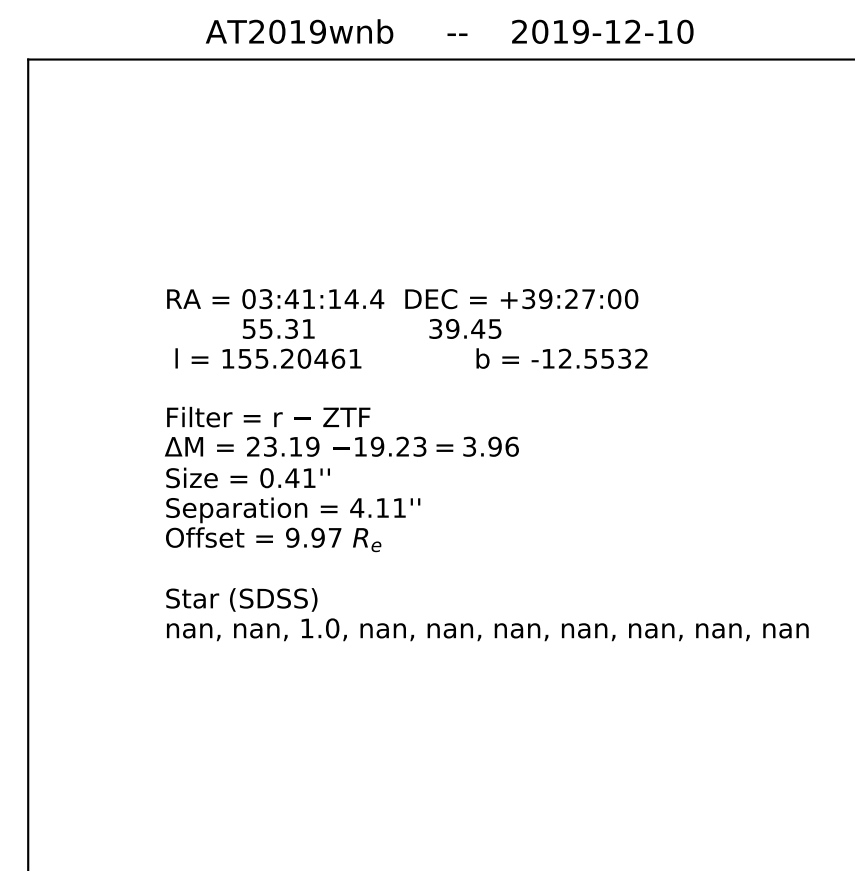 AT2019wnb -- 2019-12-10
RA = 03:41:14.4 DEC = +39:27:00
55.31 39.45
l = 155.20461 b = -12.5532
Filter = r − ZTF
ΔM = 23.19 −19.23 = 3.96
Size = 0.41''
Separation = 4.11''
Offset = 9.97 Rₑ
Star (SDSS)
nan, nan, 1.0, nan, nan, nan, nan, nan, nan, nan